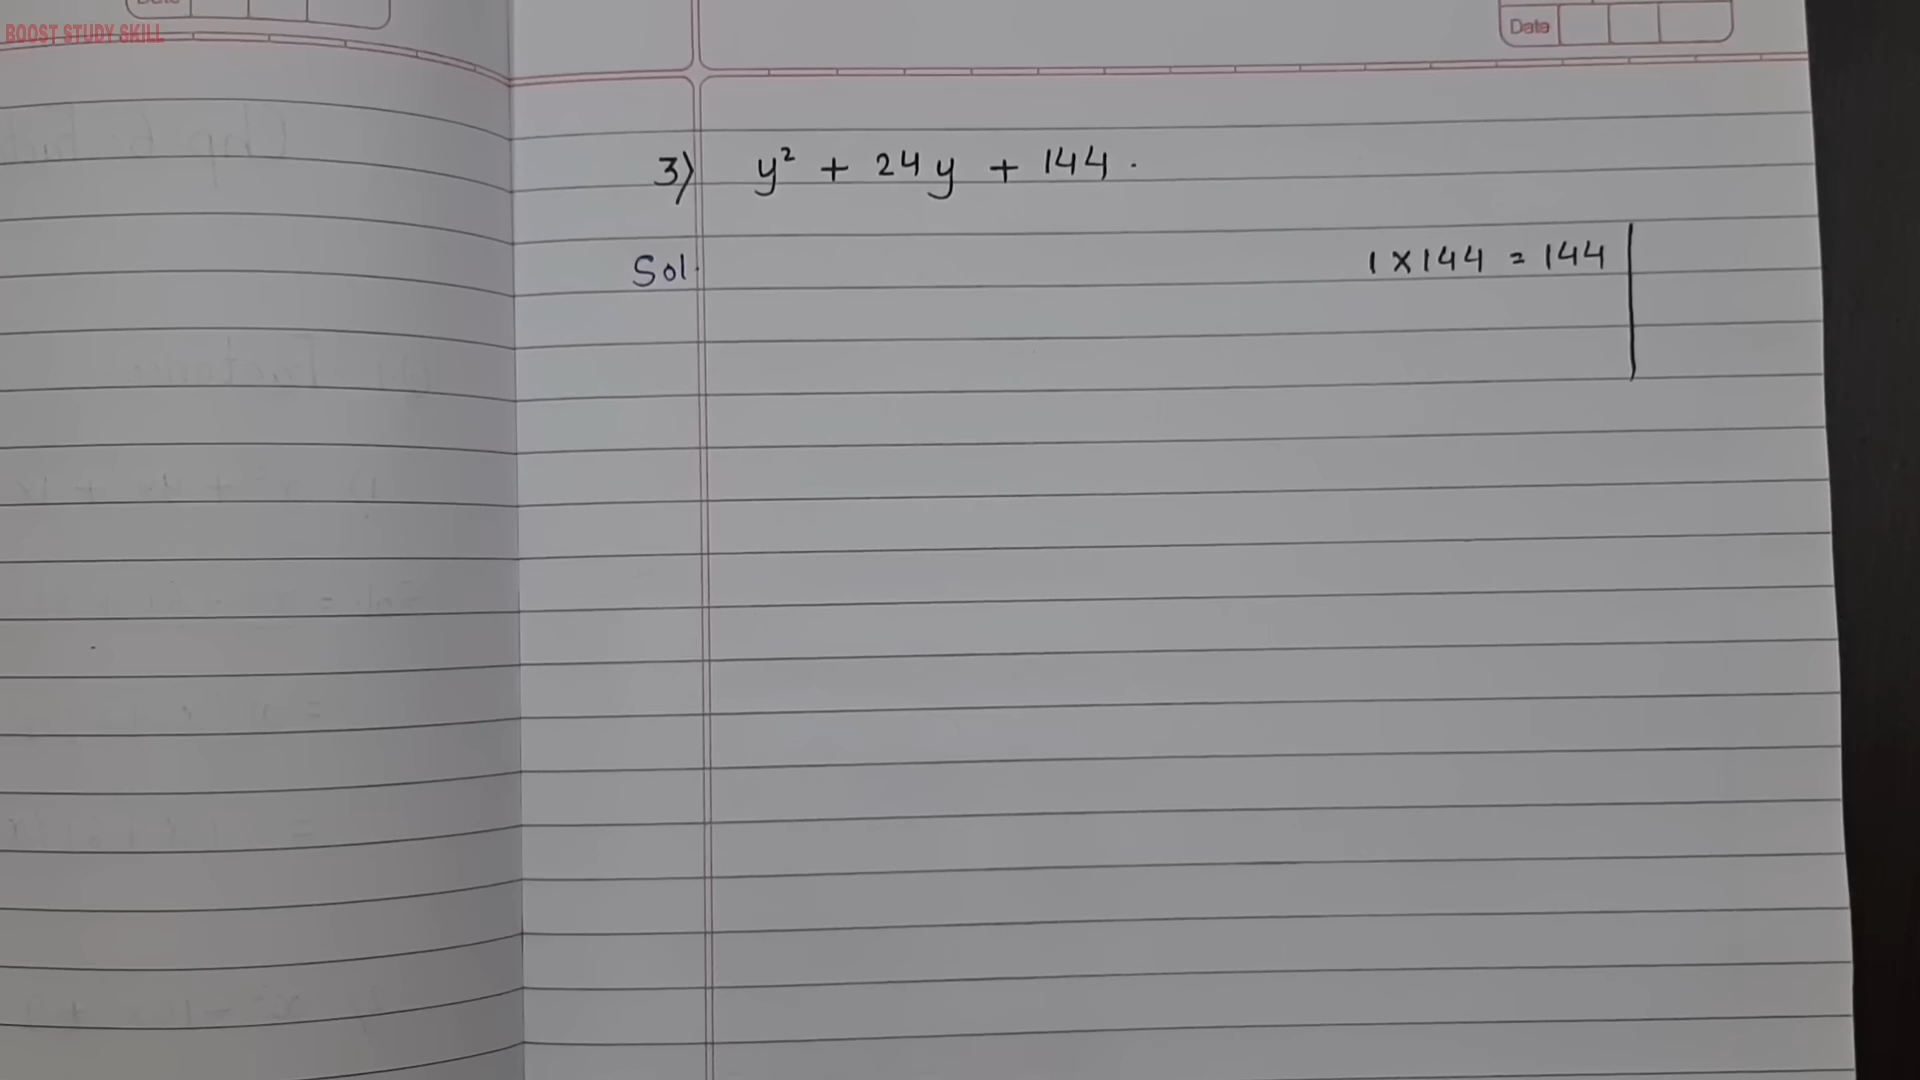 BOOST STUDY SKILL
Date
3) y² + 24y + 144.
Sol.
1 × 144 = 144